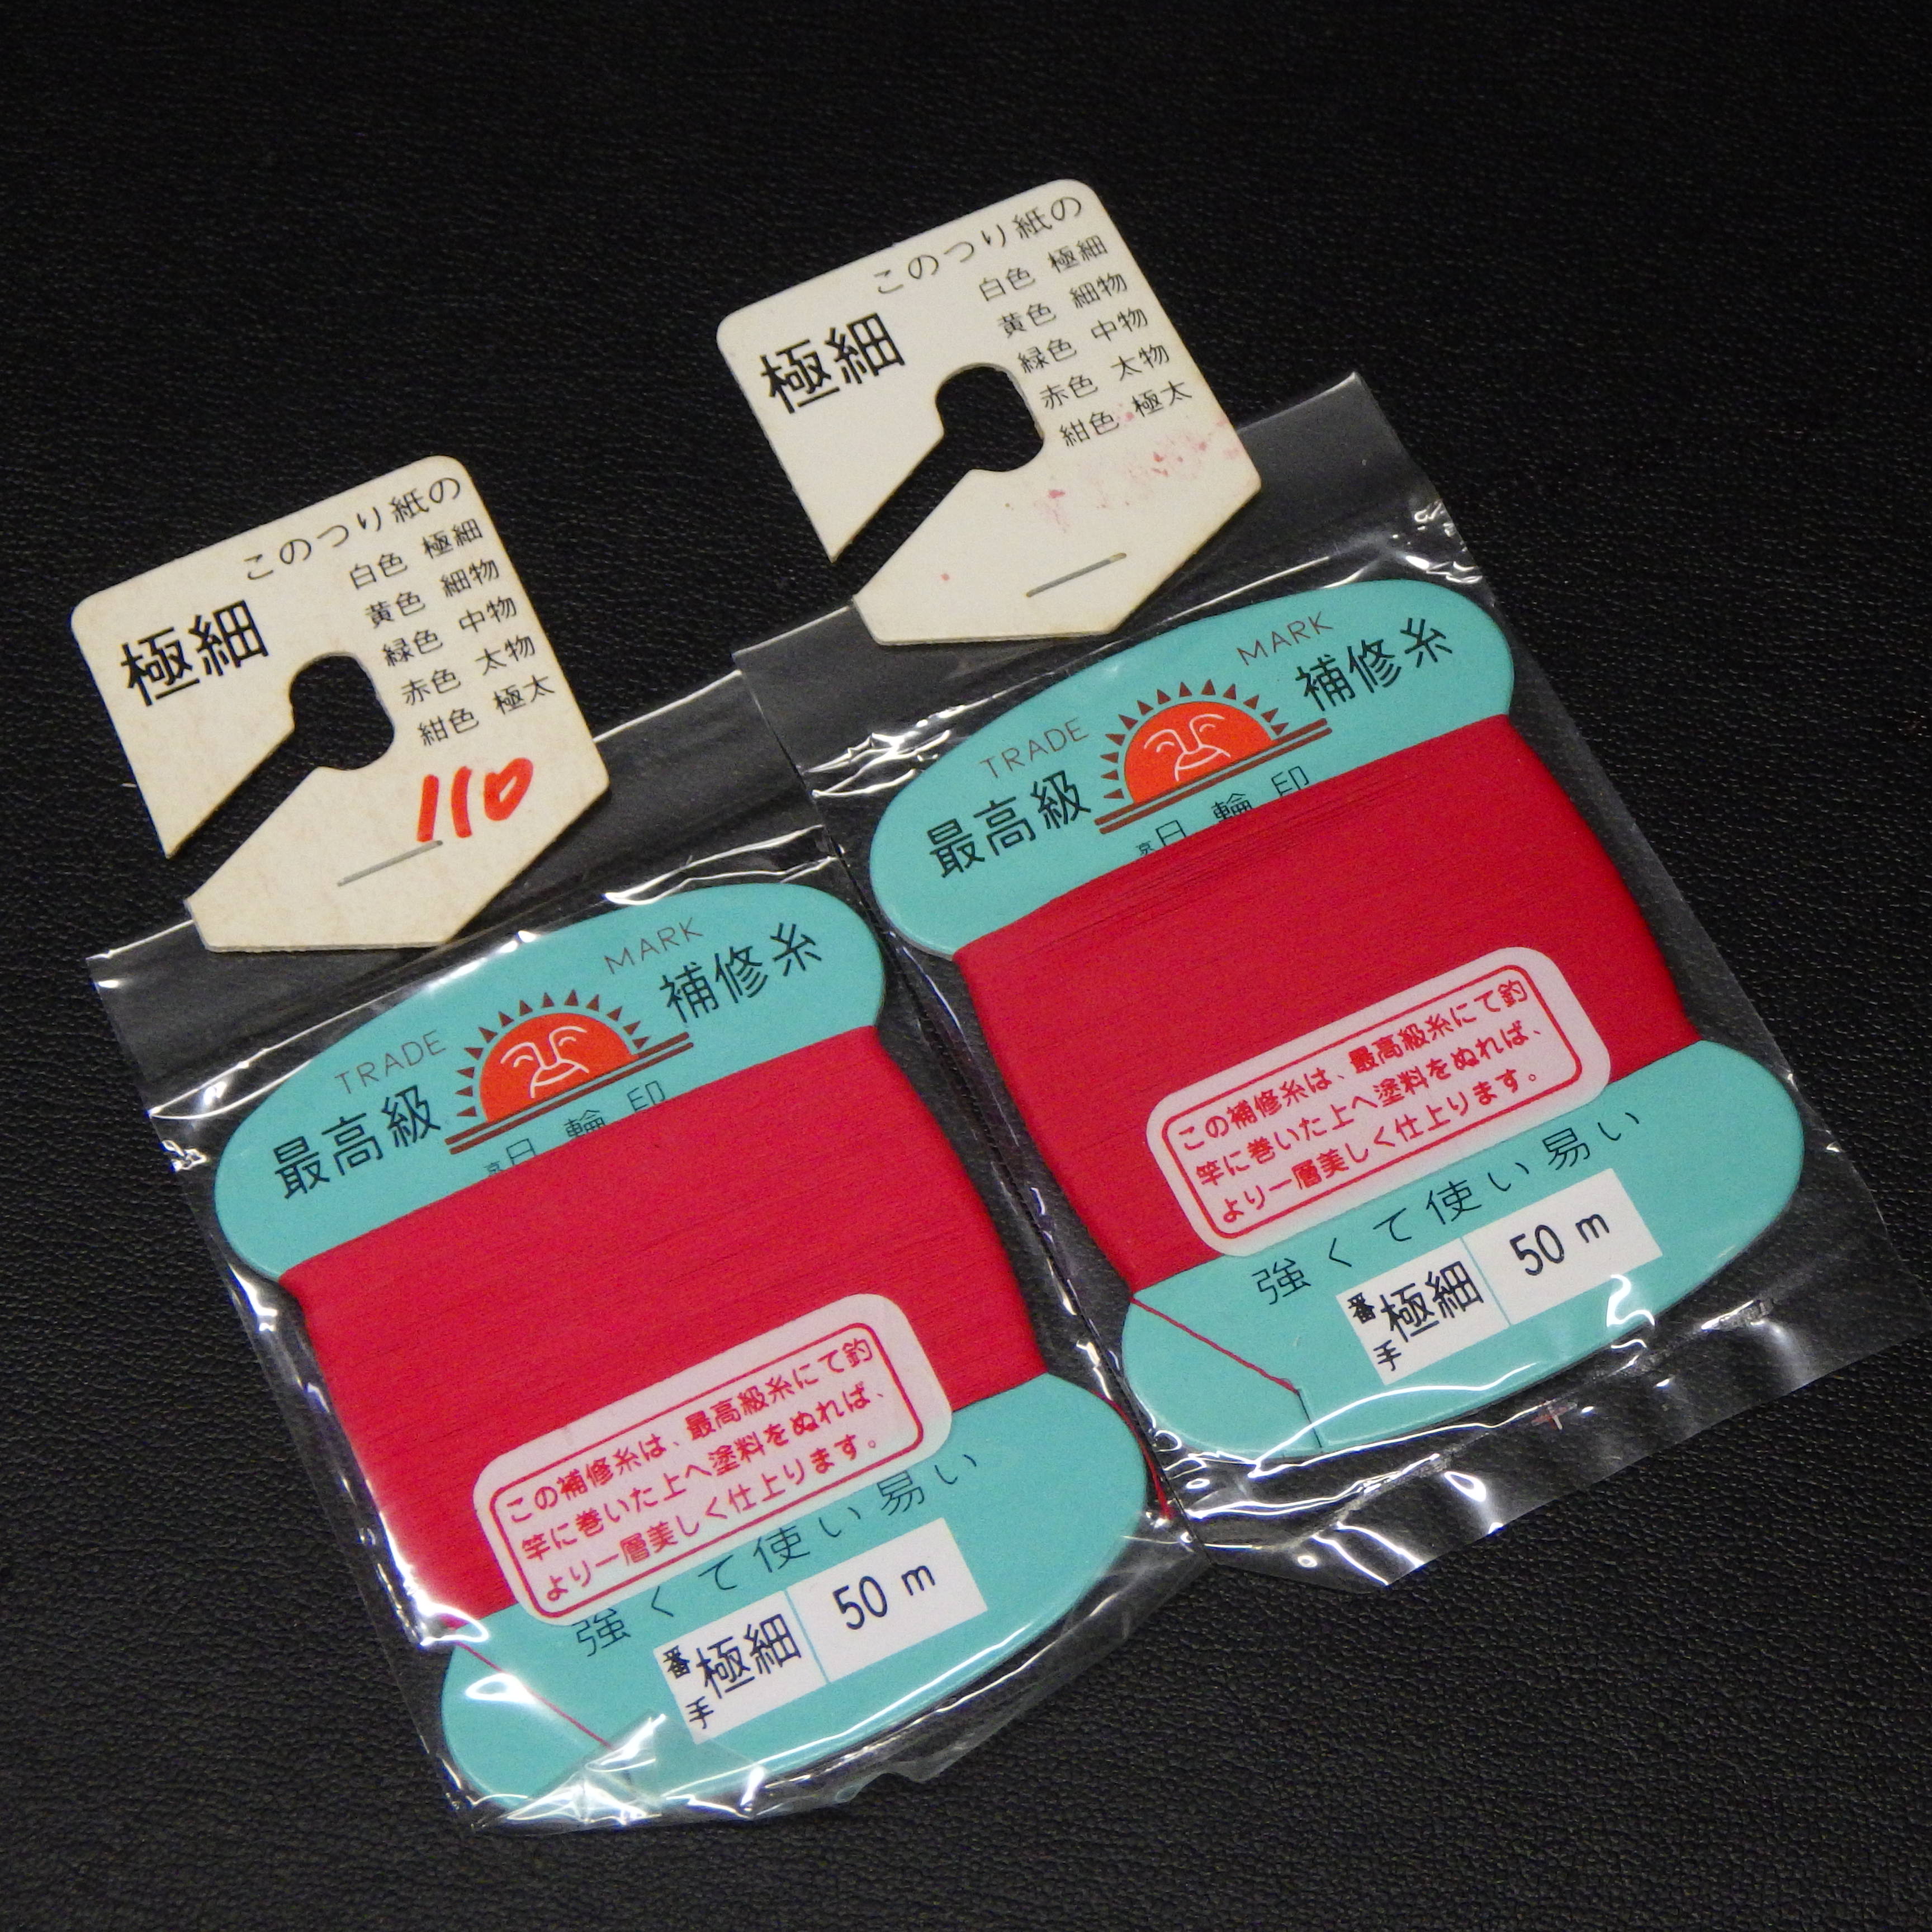 このつり紙の
白色 極細
黄色 細物
緑色 中物
赤色 太物
紺色 極太
極細
110
TRADE MARK
最高級 補修糸
日輪印
この補修糸は、最高級糸にて釣
竿に巻いた上へ塗料をぬれば、
より一層美しく仕上ります。
強くて使い易い
番手 極細 50 m
このつり紙の
白色 極細
黄色 細物
緑色 中物
赤色 太物
紺色 極太
極細
TRADE MARK
最高級 補修糸
日輪印
この補修糸は、最高級糸にて釣
竿に巻いた上へ塗料をぬれば、
より一層美しく仕上ります。
強くて使い易い
番手 極細 50 m